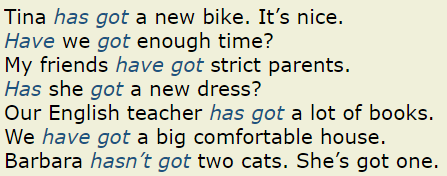 Tina has got a new bike. It’s nice.
Have we got enough time?
My friends have got strict parents.
Has she got a new dress?
Our English teacher has got a lot of books.
We have got a big comfortable house.
Barbara hasn’t got two cats. She’s got one.